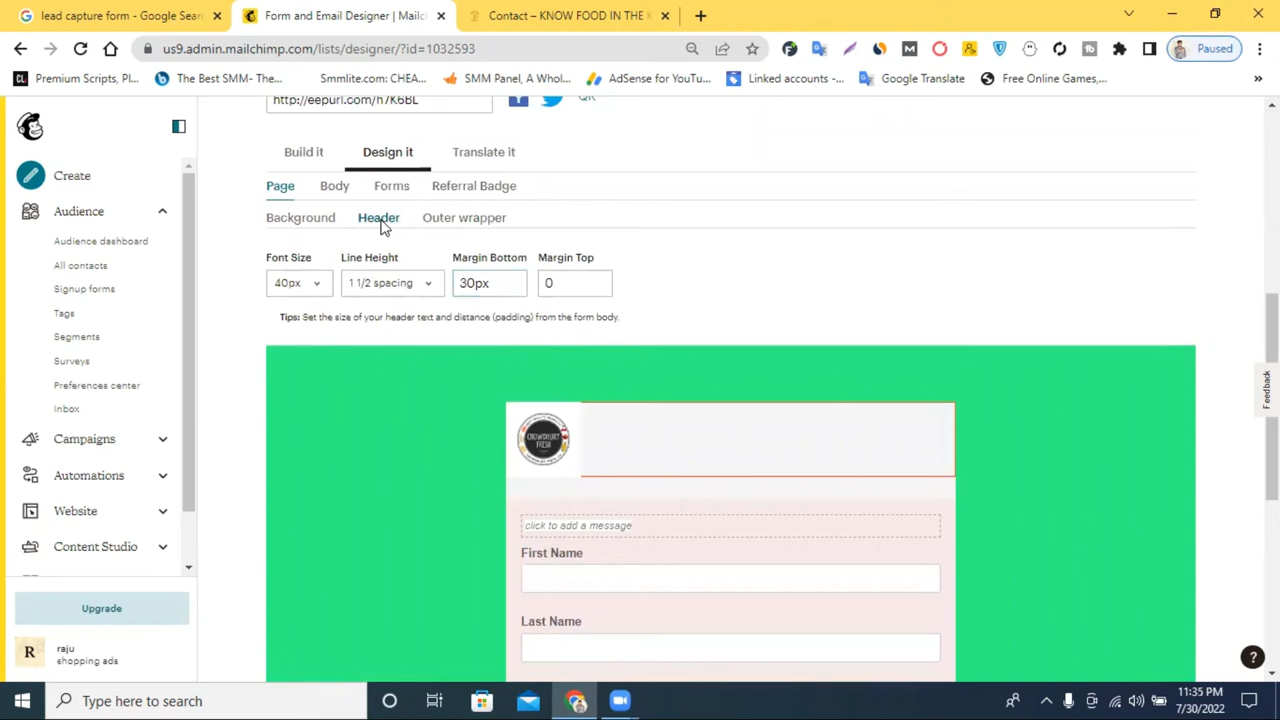 lead capture form - Google Sear
Form and Email Designer | Mailch
Contact – KNOW FOOD IN THE K
us9.admin.mailchimp.com/lists/designer/?id=1032593
Paused
Premium Scripts, Pl...
The Best SMM- The...
Smmlite.com: CHEA...
SMM Panel, A Whol...
AdSense for YouTu...
Linked accounts -...
Google Translate
Free Online Games,...
http://eepurl.com/h7K6BL
QR
Create
Audience
Audience dashboard
All contacts
Signup forms
Tags
Segments
Surveys
Preferences center
Inbox
Campaigns
Automations
Website
Content Studio
Upgrade
R
raju
shopping ads
Build it
Design it
Translate it
Page
Body
Forms
Referral Badge
Background
Header
Outer wrapper
Font Size
Line Height
Margin Bottom
Margin Top
40px
1 1/2 spacing
30px
0
Tips: Set the size of your header text and distance (padding) from the form body.
CROWDHURY
FRESH
click to add a message
First Name
Last Name
Feedback
?
Type here to search
11:35 PM
7/30/2022